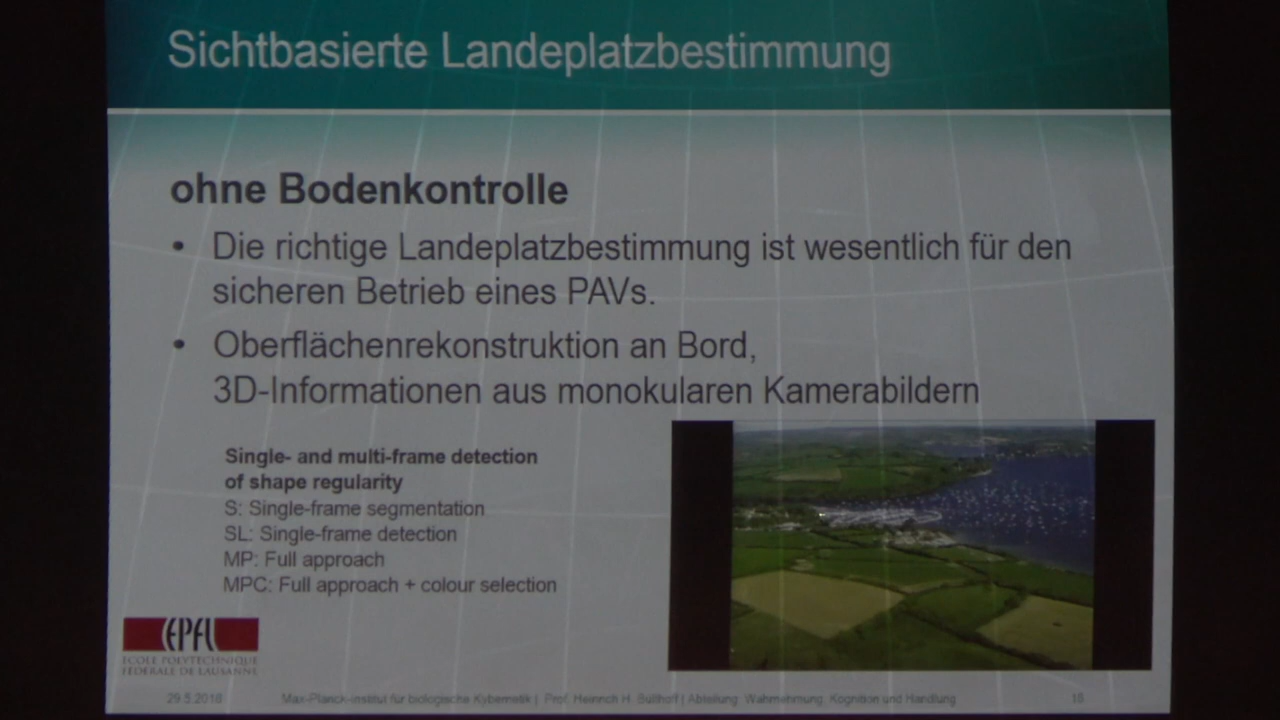 Sichtbasierte Landeplatzbestimmung
ohne Bodenkontrolle
• Die richtige Landeplatzbestimmung ist wesentlich für den
sicheren Betrieb eines PAVs.
• Oberflächenrekonstruktion an Bord,
3D-Informationen aus monokularen Kamerabildern
Single- and multi-frame detection
of shape regularity
S: Single-frame segmentation
SL: Single-frame detection
MP: Full approach
MPC: Full approach + colour selection
EPFL
ECOLE POLYTECHNIQUE
FEDERALE DE LAUSANNE
29.5.2018
Max-Planck-Institut für biologische Kybernetik | Prof. Heinrich H. Bülthoff | Abteilung: Wahrnehmung, Kognition und Handlung